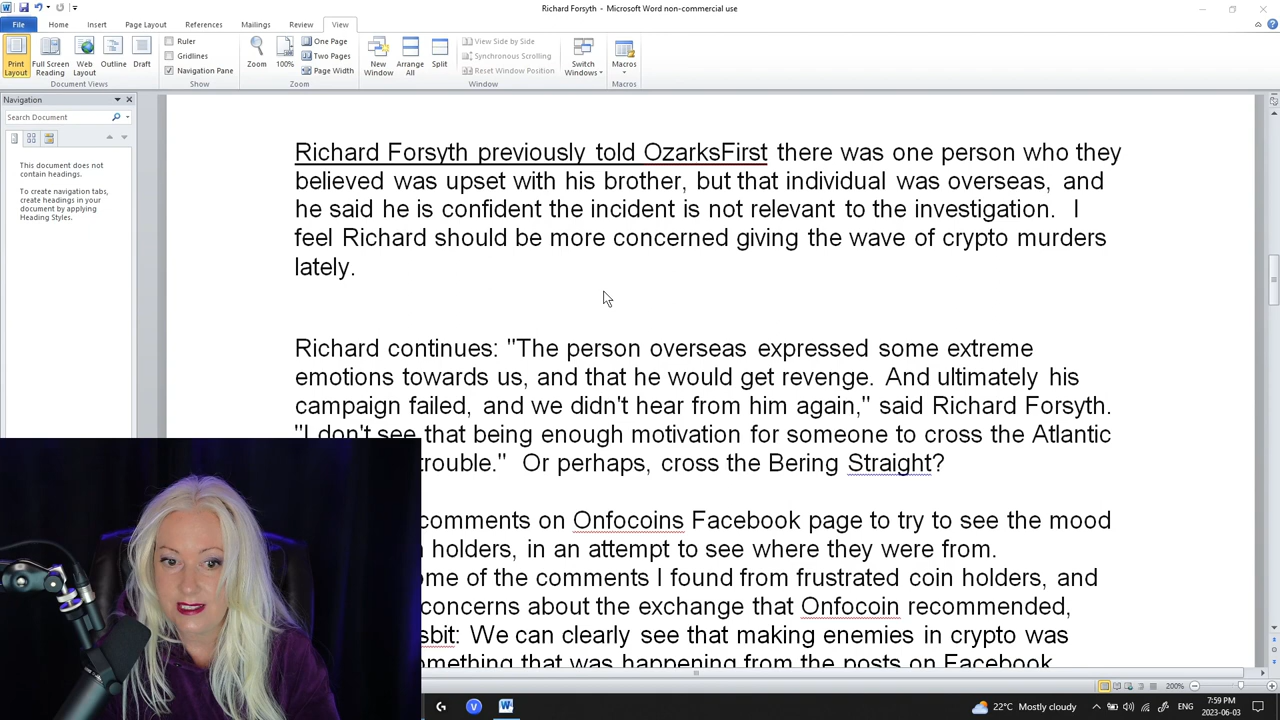 Richard Forsyth - Microsoft Word non-commercial use
File Home Insert Page Layout References Mailings Review View
Print Layout
Full Screen Reading
Web Layout
Outline
Draft
Document Views
Ruler
Gridlines
Navigation Pane
Show
Zoom
100%
One Page
Two Pages
Page Width
Zoom
New Window
Arrange All
Split
View Side by Side
Synchronous Scrolling
Reset Window Position
Window
Switch Windows
Macros
Macros
Navigation
Search Document
This document does not
contain headings.
To create navigation tabs,
create headings in your
document by applying
Heading Styles.
Richard Forsyth previously told OzarksFirst there was one person who they
believed was upset with his brother, but that individual was overseas, and
he said he is confident the incident is not relevant to the investigation. I
feel Richard should be more concerned giving the wave of crypto murders
lately.
Richard continues: "The person overseas expressed some extreme
emotions towards us, and that he would get revenge. And ultimately his
campaign failed, and we didn't hear from him again," said Richard Forsyth.
"I don't see that being enough motivation for someone to cross the Atlantic
trouble." Or perhaps, cross the Bering Straight?
comments on Onfocoins Facebook page to try to see the mood
holders, in an attempt to see where they were from.
ome of the comments I found from frustrated coin holders, and
concerns about the exchange that Onfocoin recommended,
sbit: We can clearly see that making enemies in crypto was
omething that was happening from the posts on Facebook
200%
22°C Mostly cloudy
ENG
7:59 PM
2023-06-03